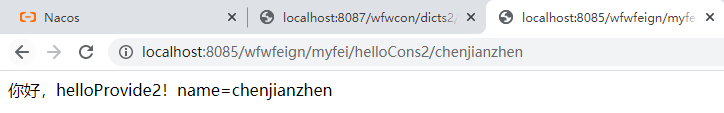 Nacos
localhost:8087/wfwcon/dicts2/
localhost:8085/wfwfeign/myfe
localhost:8085/wfwfeign/myfei/helloCons2/chenjianzhen
你好，helloProvide2！name=chenjianzhen